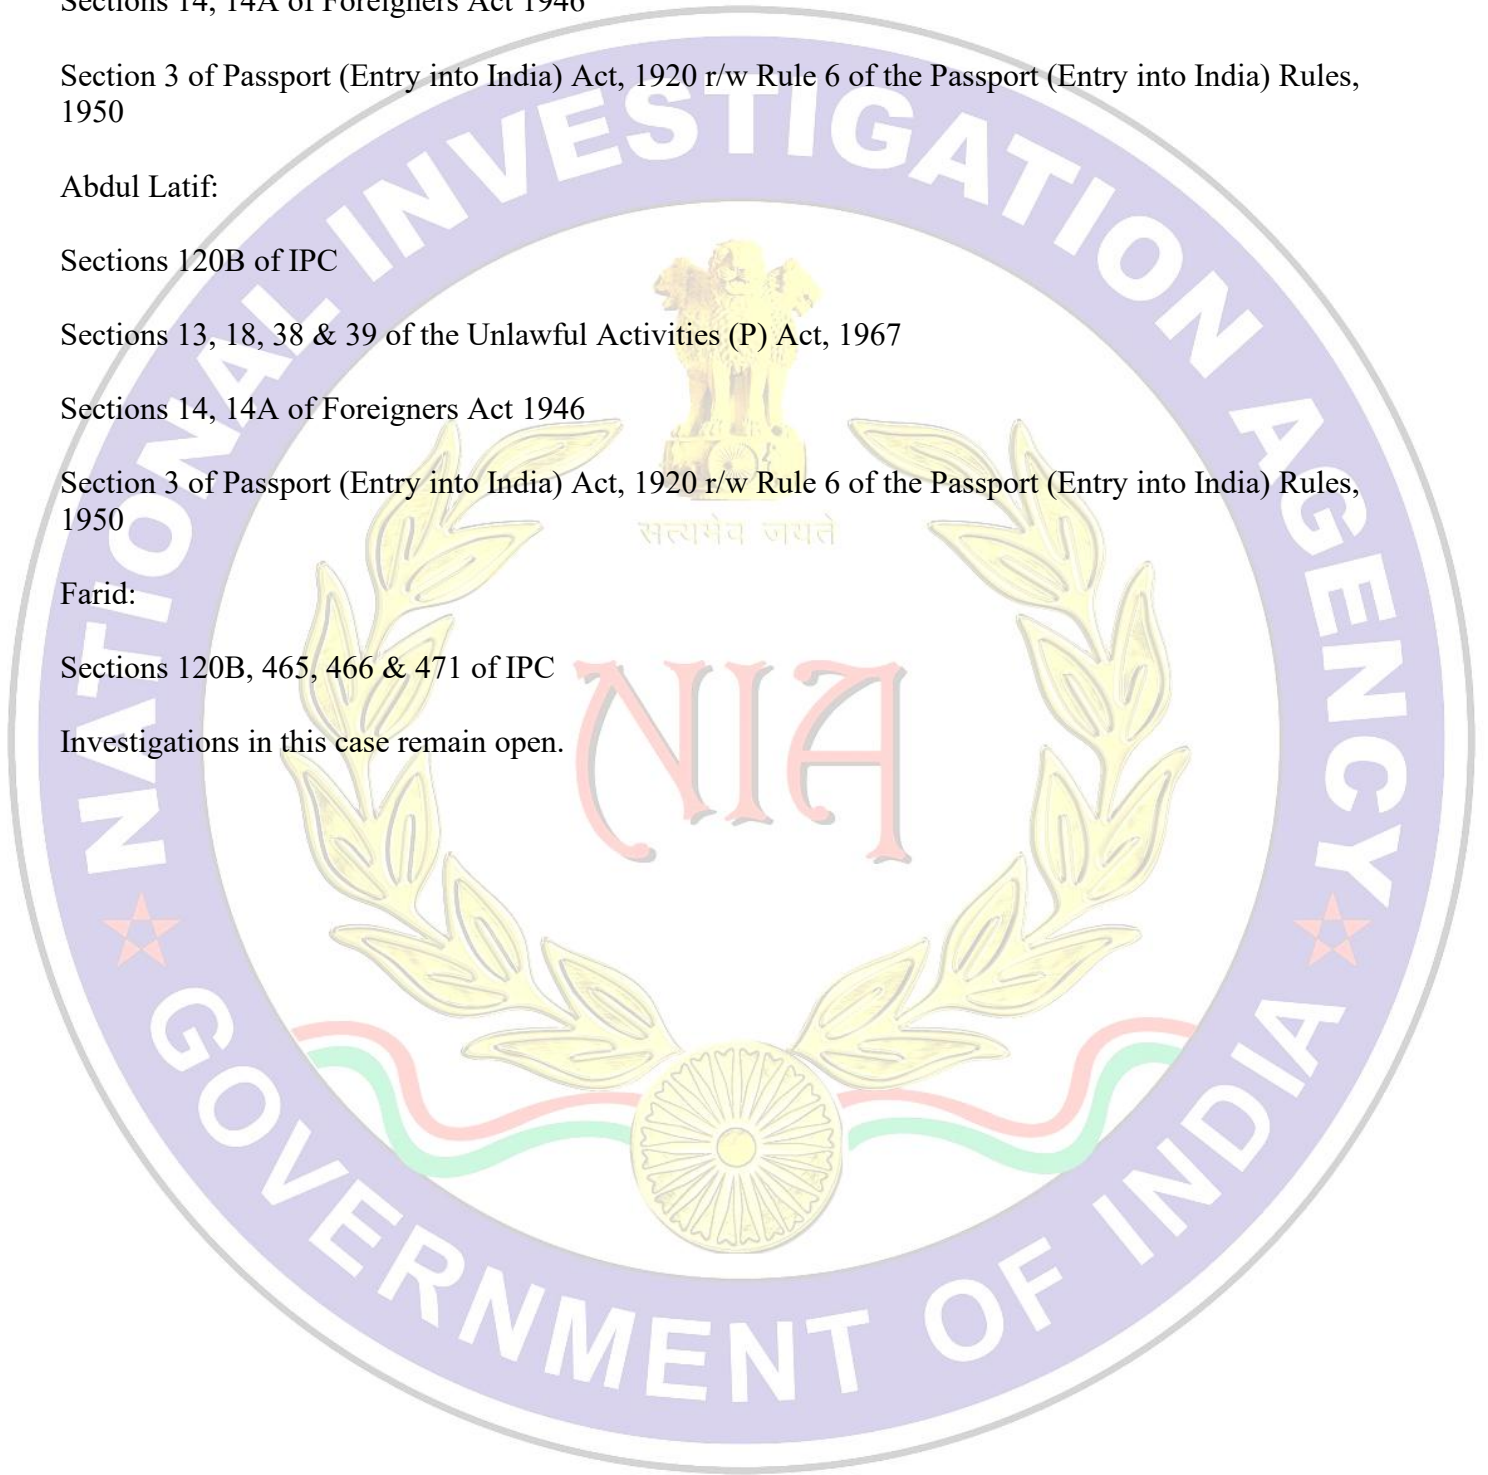 Sections 14, 14A of Foreigners Act 1946
Section 3 of Passport (Entry into India) Act, 1920 r/w Rule 6 of the Passport (Entry into India) Rules,
1950
Abdul Latif:
Sections 120B of IPC
Sections 13, 18, 38 & 39 of the Unlawful Activities (P) Act, 1967
Sections 14, 14A of Foreigners Act 1946
Section 3 of Passport (Entry into India) Act, 1920 r/w Rule 6 of the Passport (Entry into India) Rules,
1950
Farid:
Sections 120B, 465, 466 & 471 of IPC
Investigations in this case remain open.
NATIONAL INVESTIGATION AGENCY
सत्यमेव जयते
NIA
GOVERNMENT OF INDIA